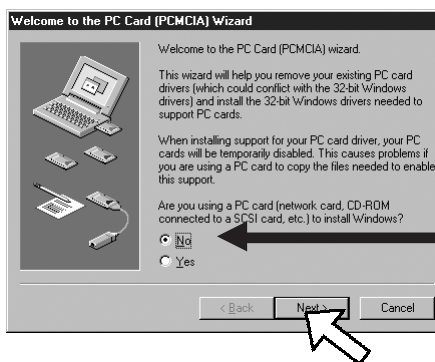 Welcome to the PC Card (PCMCIA) Wizard
Welcome to the PC Card (PCMCIA) wizard.
This wizard will help you remove your existing PC card
drivers (which could conflict with the 32-bit Windows
drivers) and install the 32-bit Windows drivers needed to
support PC cards.
When installing support for your PC card driver, your PC
cards will be temporarily disabled. This causes problems if
you are using a PC card to copy the files needed to enable
this support.
Are you using a PC card (network card, CD-ROM
connected to a SCSI card, etc.) to install Windows?
No
Yes
< Back
Next >
Cancel